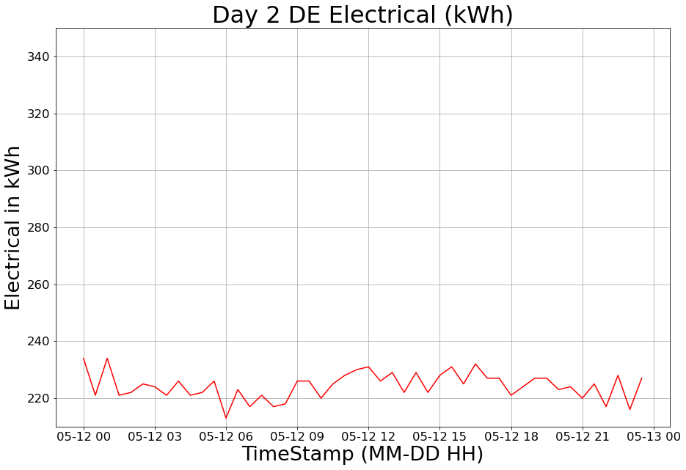 Day 2 DE Electrical (kWh)
Electrical in kWh
340
320
300
280
260
240
220
05-12 00 05-12 03 05-12 06 05-12 09 05-12 12 05-12 15 05-12 18 05-12 21 05-13 00
TimeStamp (MM-DD HH)